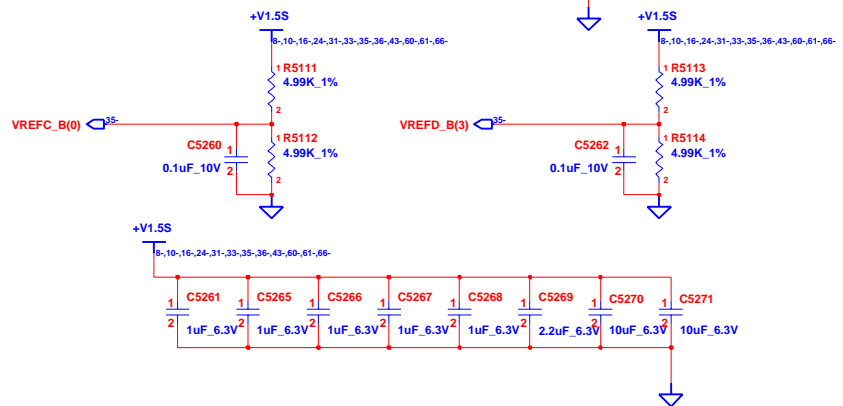 +V1.5S
8-,10-,16-,24-,31-,33-,35-,36-,43-,60-,61-,66-
1 R5111
4.99K_1%
2
VREFC_B(0)
35-
C5260
1
2
0.1uF_10V
1 R5112
4.99K_1%
2
+V1.5S
8-,10-,16-,24-,31-,33-,35-,36-,43-,60-,61-,66-
1 R5113
4.99K_1%
2
VREFD_B(3)
35-
C5262
1
2
0.1uF_10V
1 R5114
4.99K_1%
2
+V1.5S
8-,10-,16-,24-,31-,33-,35-,36-,43-,60-,61-,66-
1 C5261
2 1uF_6.3V
1 C5265
2 1uF_6.3V
1 C5266
2 1uF_6.3V
1 C5267
2 1uF_6.3V
1 C5268
2 1uF_6.3V
1 C5269
2 2.2uF_6.3V
1 C5270
2 10uF_6.3V
1 C5271
2 10uF_6.3V